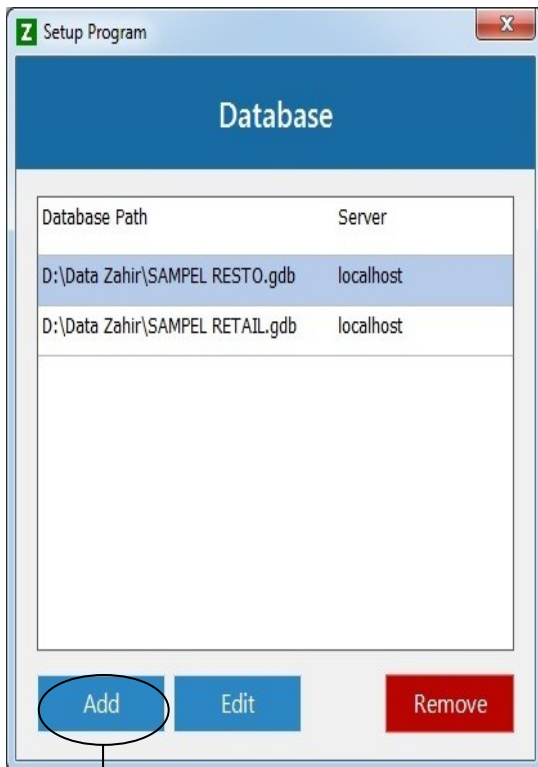 Z Setup Program
Database
Database Path Server
D:\Data Zahir\SAMPEL RESTO.gdb localhost
D:\Data Zahir\SAMPEL RETAIL.gdb localhost
Add Edit Remove